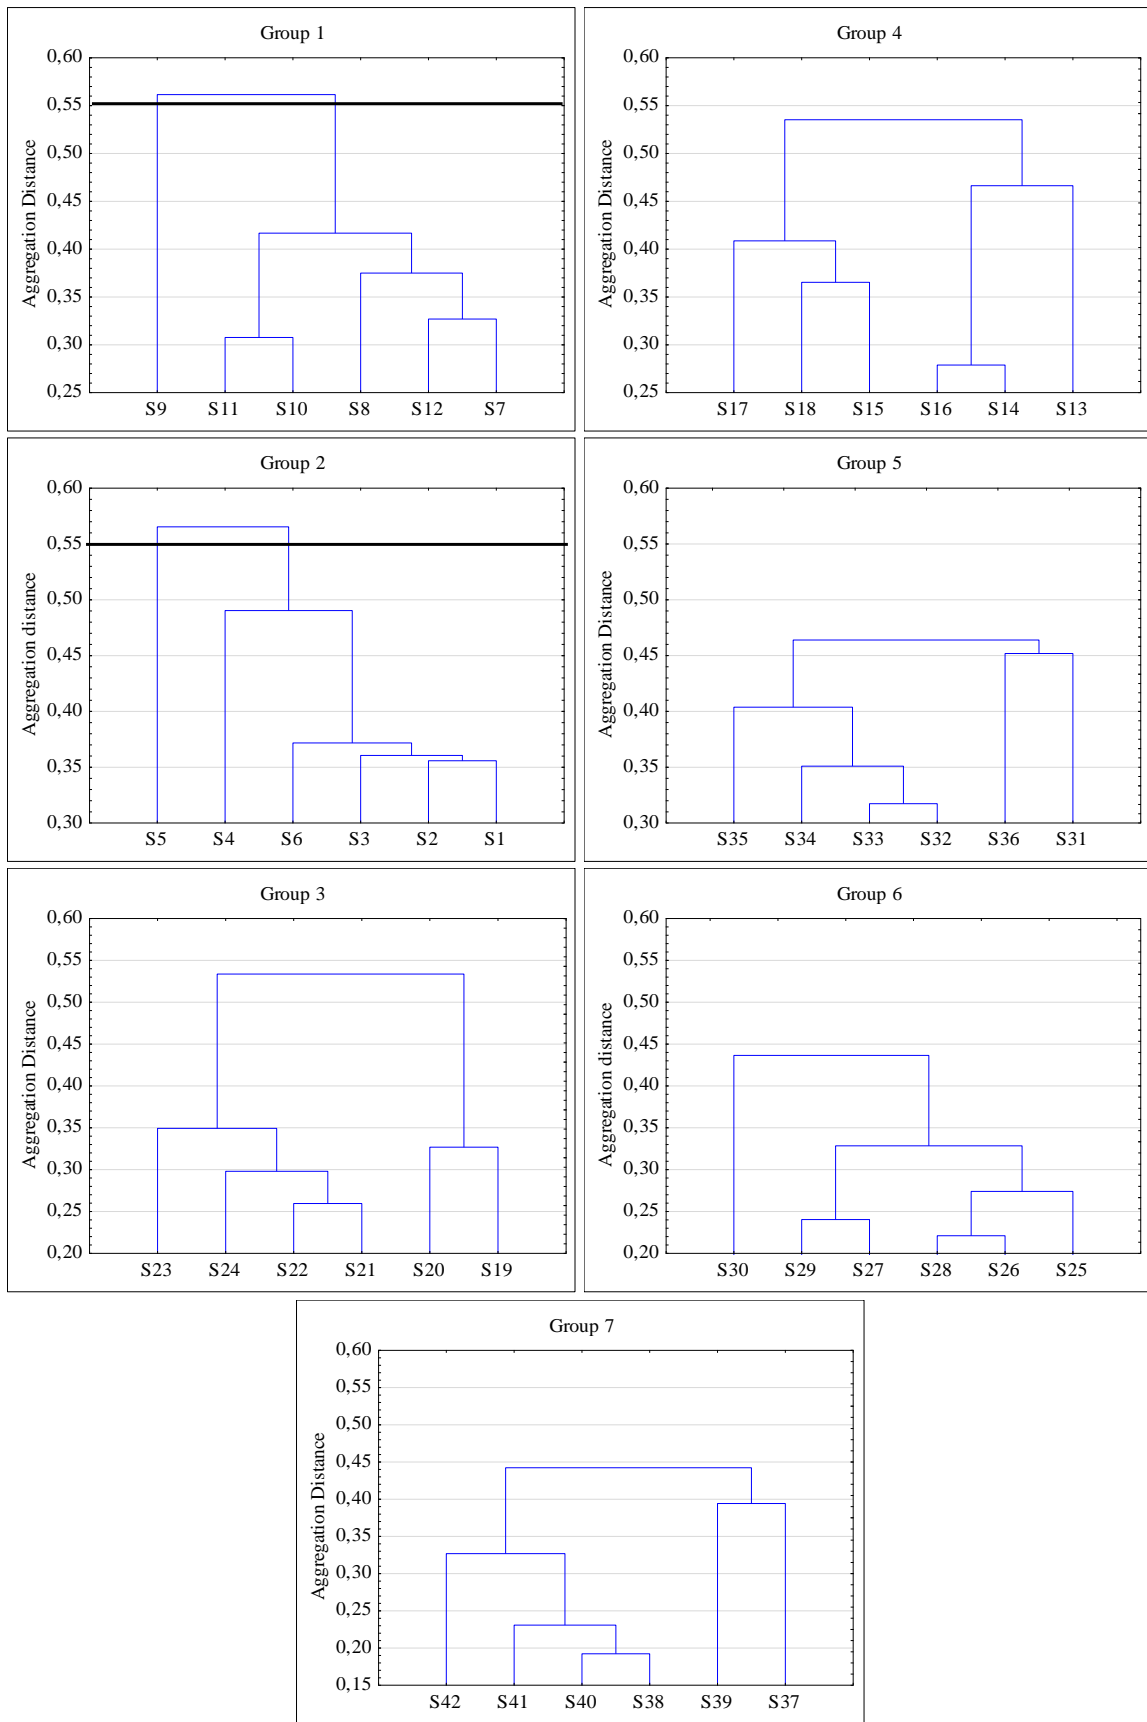 Group 1
0,60
0,55
0,50
0,45
0,40
0,35
0,30
0,25
Aggregation Distance
S9 S11 S10 S8 S12 S7
Group 4
0,60
0,55
0,50
0,45
0,40
0,35
0,30
0,25
Aggregation Distance
S17 S18 S15 S16 S14 S13
Group 2
0,60
0,55
0,50
0,45
0,40
0,35
0,30
Aggregation distance
S5 S4 S6 S3 S2 S1
Group 5
0,60
0,55
0,50
0,45
0,40
0,35
0,30
Aggregation Distance
S35 S34 S33 S32 S36 S31
Group 3
0,60
0,55
0,50
0,45
0,40
0,35
0,30
0,25
0,20
Aggregation Distance
S23 S24 S22 S21 S20 S19
Group 6
0,60
0,55
0,50
0,45
0,40
0,35
0,30
0,25
0,20
Aggregation distance
S30 S29 S27 S28 S26 S25
Group 7
0,60
0,55
0,50
0,45
0,40
0,35
0,30
0,25
0,20
0,15
Aggregation Distance
S42 S41 S40 S38 S39 S37